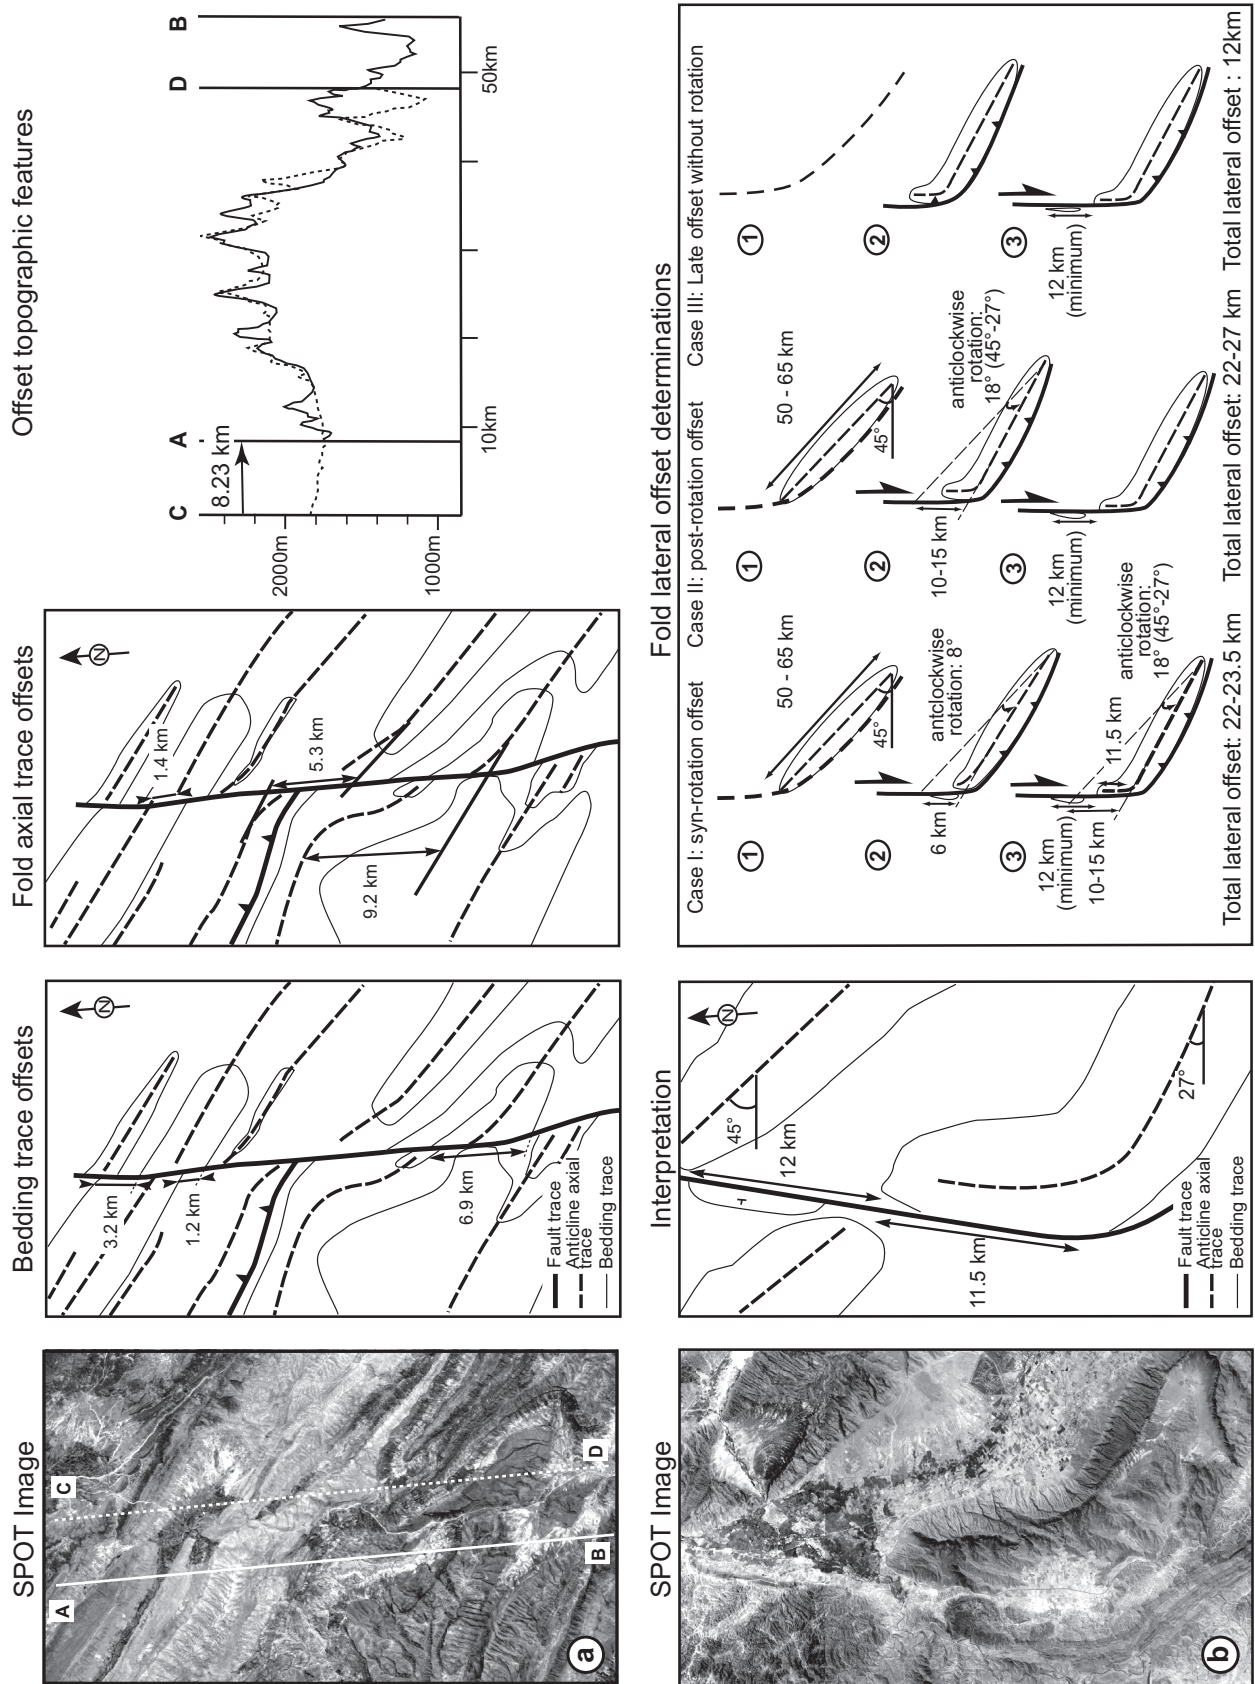 SPOT Image
A
C
B
D
a
Bedding trace offsets
N
3.2 km
1.2 km
6.9 km
Fault trace
Anticline axial
trace
Bedding trace
Fold axial trace offsets
N
1.4 km
5.3 km
9.2 km
Offset topographic features
C
A
D
B
8.23 km
2000m
1000m
10km
50km
SPOT Image
b
Interpretation
N
45°
12 km
11.5 km
27°
Fault trace
Anticline axial
trace
Bedding trace
Fold lateral offset determinations
Case I: syn-rotation offset
1
50 - 65 km
45°
2
antclockwise
rotation: 8°
6 km
3
12 km
(minimum)
10-15 km
11.5 km
anticlockwise
rotation:
18° (45°-27°)
Total lateral offset: 22-23.5 km
Case II: post-rotation offset
1
50 - 65 km
45°
2
10-15 km
anticlockwise
rotation:
18° (45°-27°)
3
12 km
(minimum)
Total lateral offset: 22-27 km
Case III: Late offset without rotation
1
2
3
12 km
(minimum)
Total lateral offset : 12km